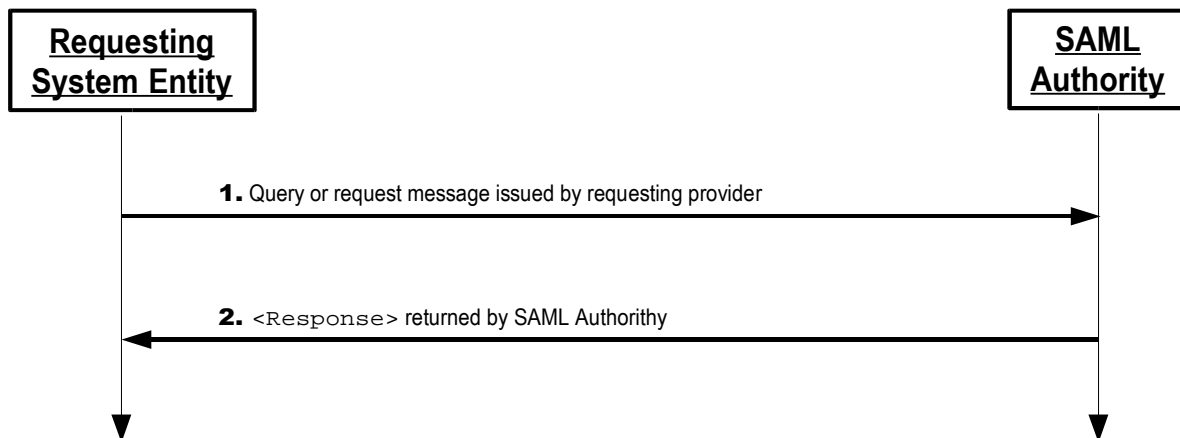 Requesting
System Entity
SAML
Authority
1. Query or request message issued by requesting provider
2. <Response> returned by SAML Authorithy